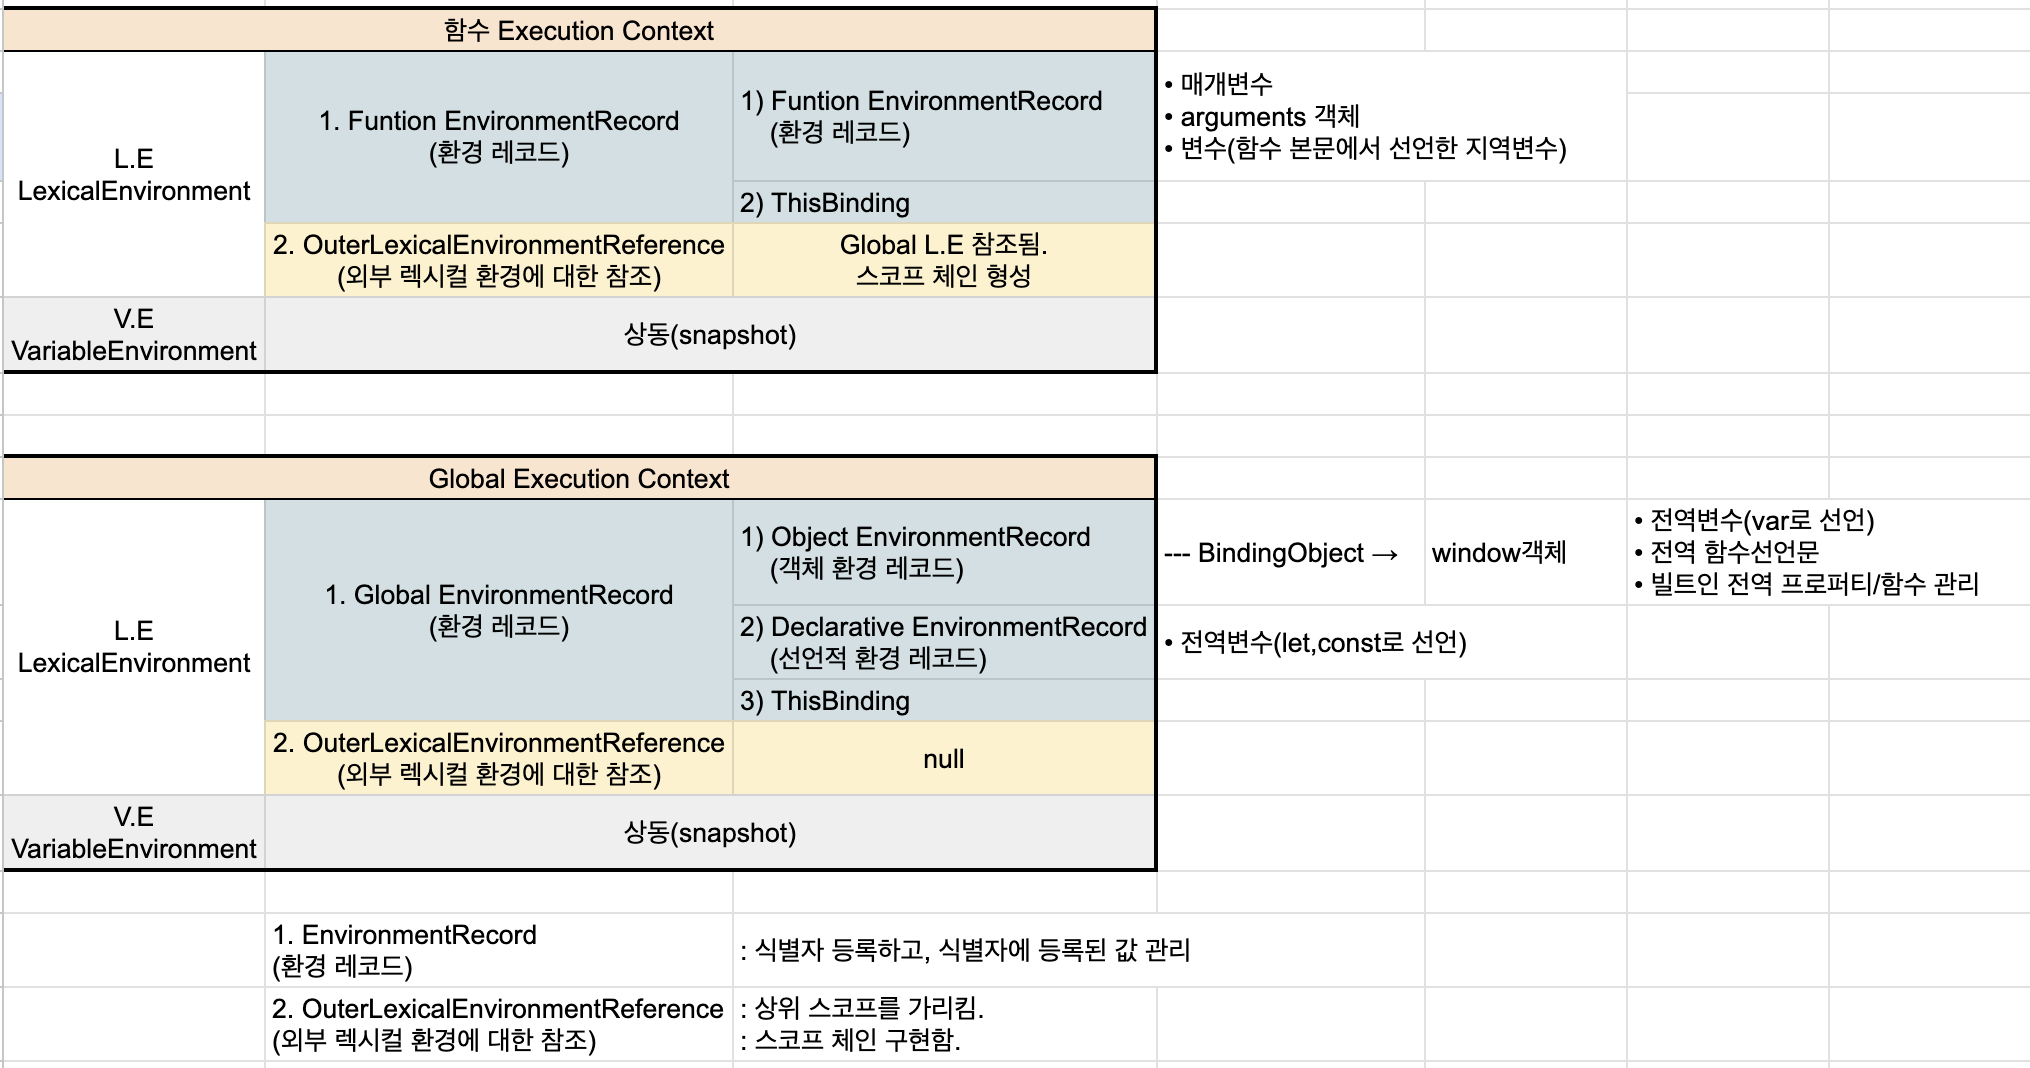 함수 Execution Context
L.E
LexicalEnvironment
1. Funtion EnvironmentRecord
(환경 레코드)
1) Funtion EnvironmentRecord
(환경 레코드)
• 매개변수
• arguments 객체
• 변수(함수 본문에서 선언한 지역변수)
2) ThisBinding
2. OuterLexicalEnvironmentReference
(외부 렉시컬 환경에 대한 참조)
Global L.E 참조됨.
스코프 체인 형성
V.E
VariableEnvironment
상동(snapshot)
Global Execution Context
L.E
LexicalEnvironment
1. Global EnvironmentRecord
(환경 레코드)
1) Object EnvironmentRecord
(객체 환경 레코드)
--- BindingObject →
window객체
• 전역변수(var로 선언)
• 전역 함수선언문
• 빌트인 전역 프로퍼티/함수 관리
2) Declarative EnvironmentRecord
(선언적 환경 레코드)
• 전역변수(let,const로 선언)
3) ThisBinding
2. OuterLexicalEnvironmentReference
(외부 렉시컬 환경에 대한 참조)
null
V.E
VariableEnvironment
상동(snapshot)
1. EnvironmentRecord
(환경 레코드)
: 식별자 등록하고, 식별자에 등록된 값 관리
2. OuterLexicalEnvironmentReference
(외부 렉시컬 환경에 대한 참조)
: 상위 스코프를 가리킴.
: 스코프 체인 구현함.